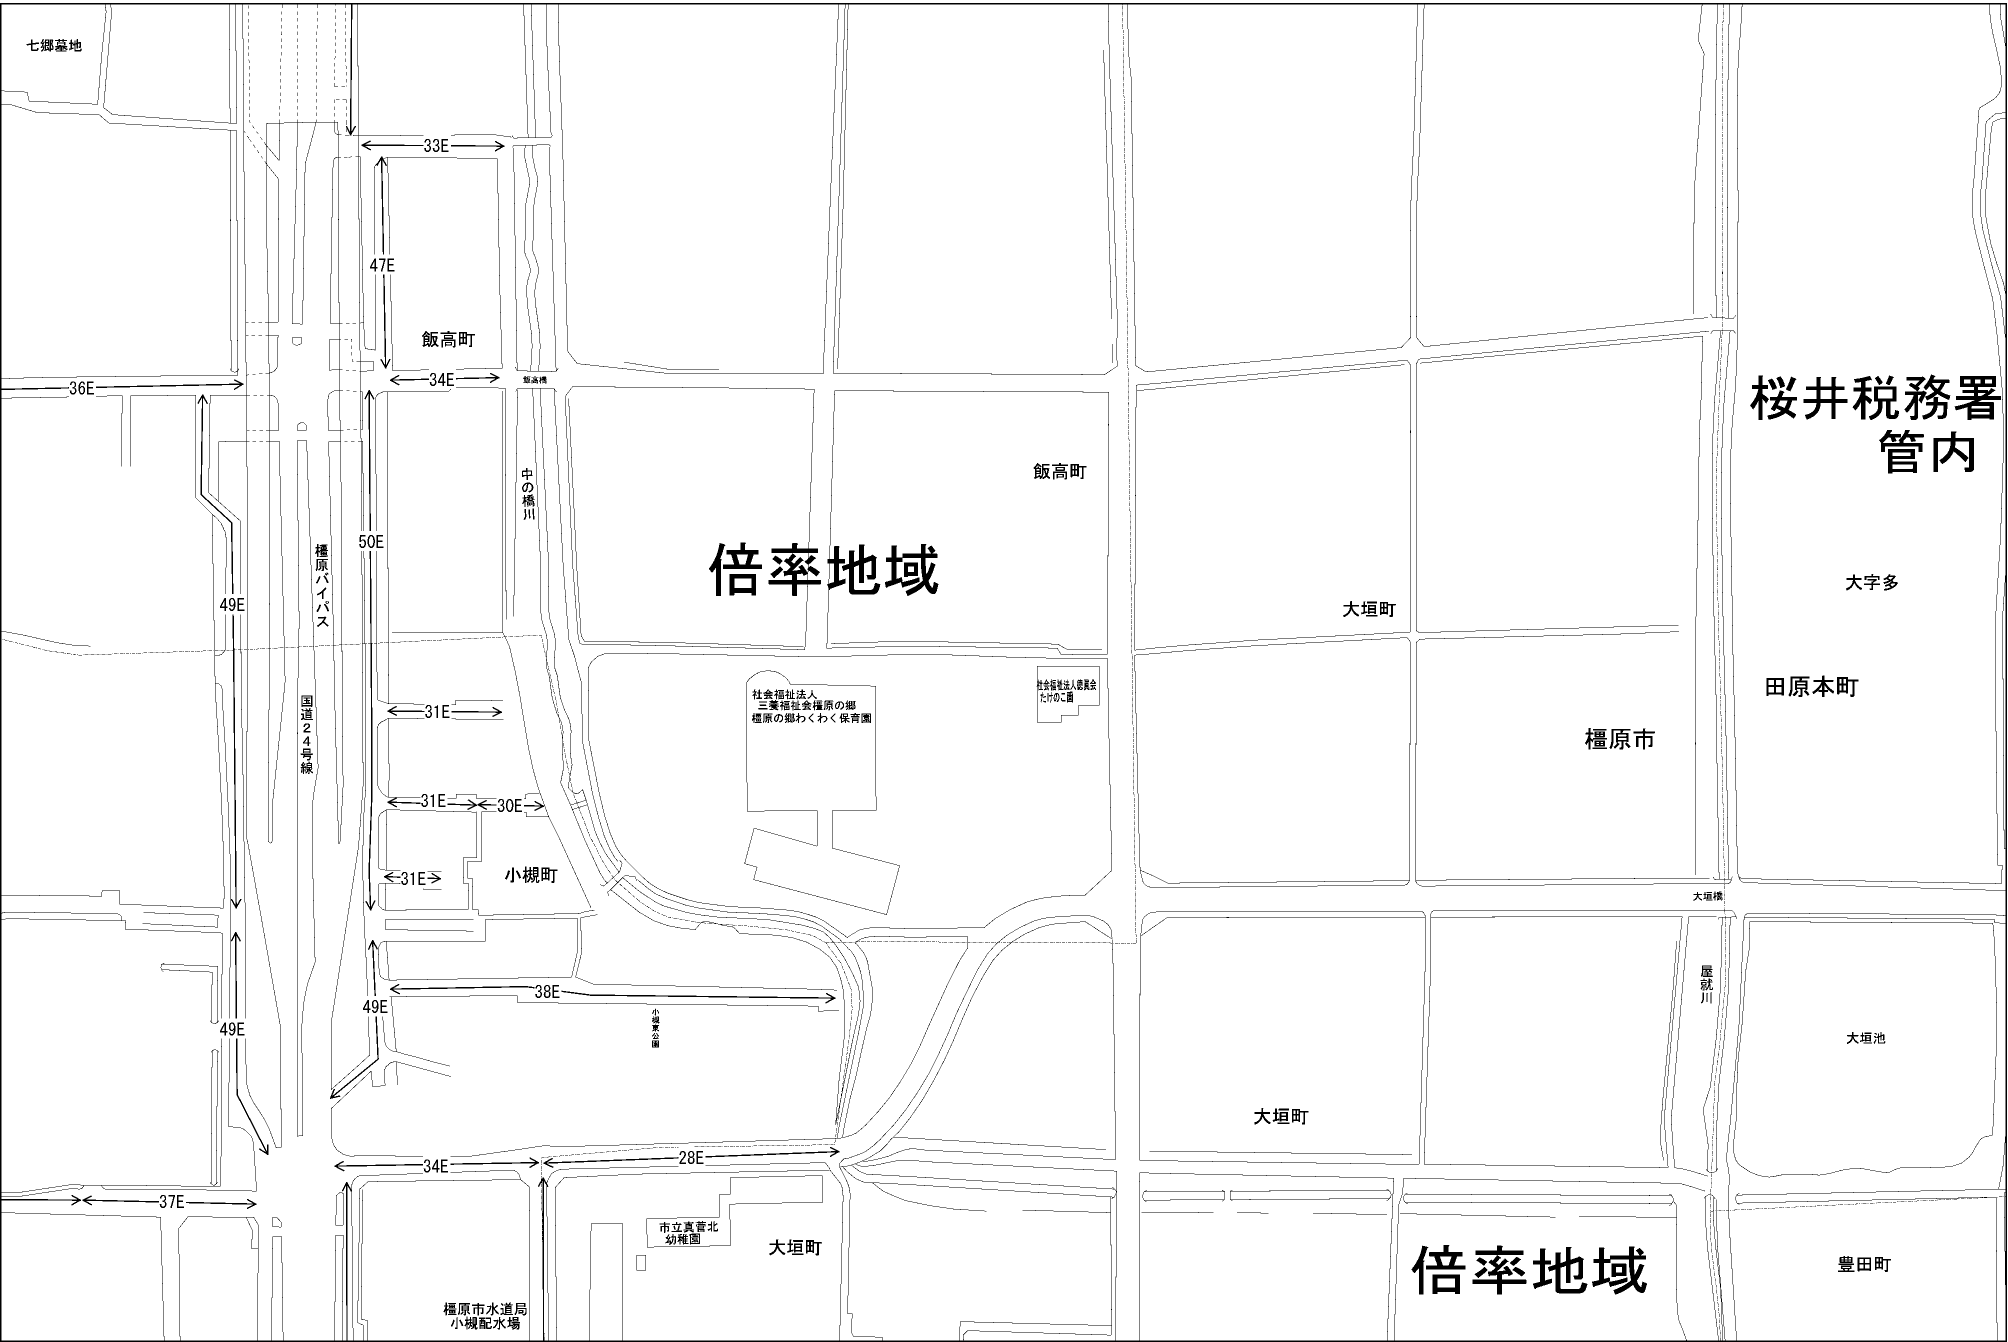 七郷墓地
33E
47E
飯高町
36E
34E
飯高橋
桜井税務署
管内
飯高町
中の橋川
50E
橿原バイパス
倍率地域
大字多
49E
大垣町
社会福祉法人
三養福祉会橿原の郷
橿原の郷わくわく保育園
たけのこ園
田原本町
国道24号線
31E
橿原市
31E
30E
31E
小槻町
大垣橋
38E
屋就川
49E
49E
小槻東公園
大垣池
大垣町
34E
28E
37E
市立真菅北
幼稚園
大垣町
倍率地域
豊田町
橿原市水道局
小槻配水場